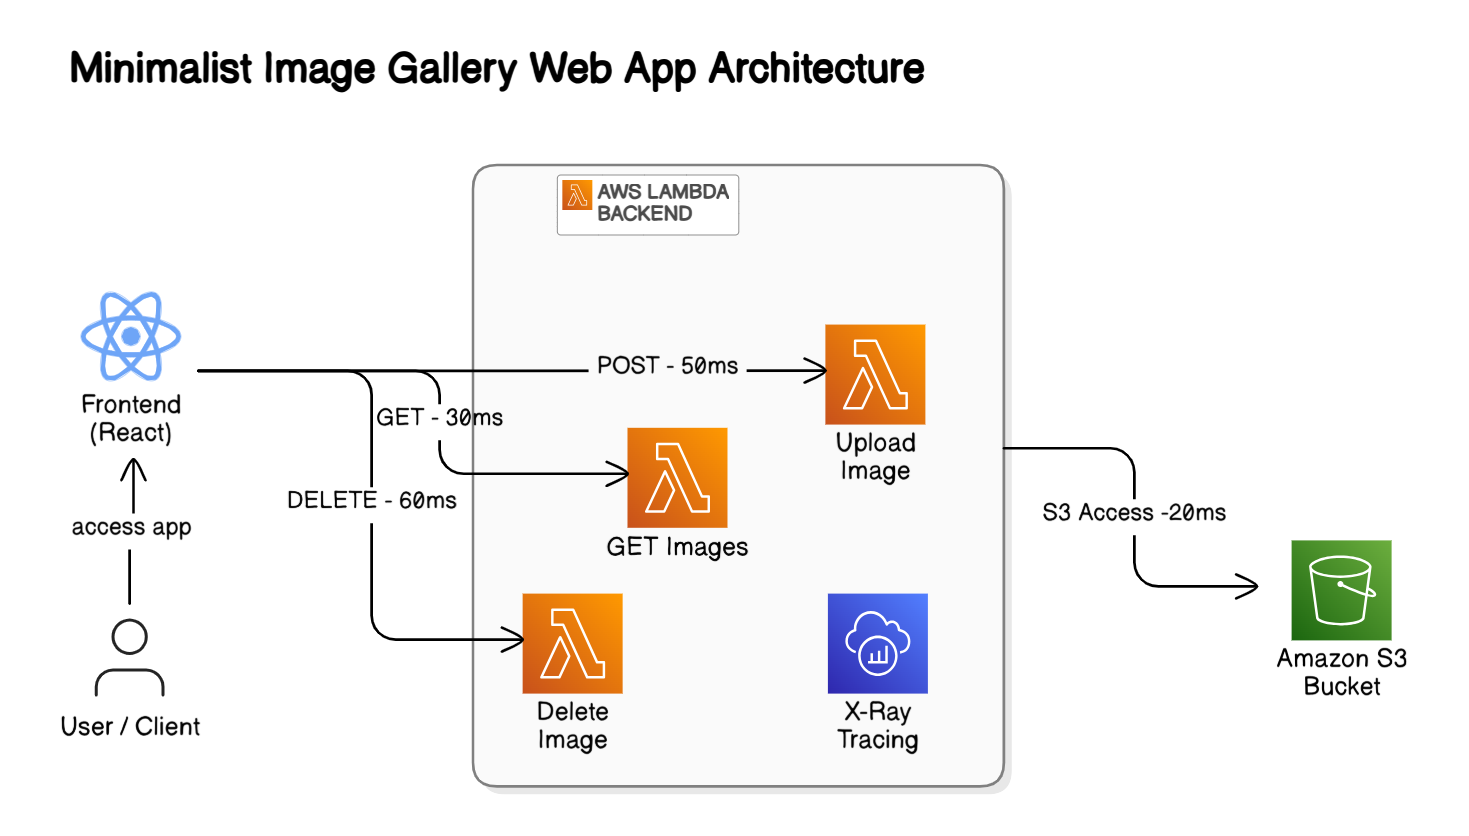 Minimalist Image Gallery Web App Architecture
AWS LAMBDA
BACKEND
Frontend
(React)
access app
User / Client
POST - 50ms
GET - 30ms
DELETE - 60ms
Upload
Image
GET Images
Delete
Image
X-Ray
Tracing
S3 Access -20ms
Amazon S3
Bucket